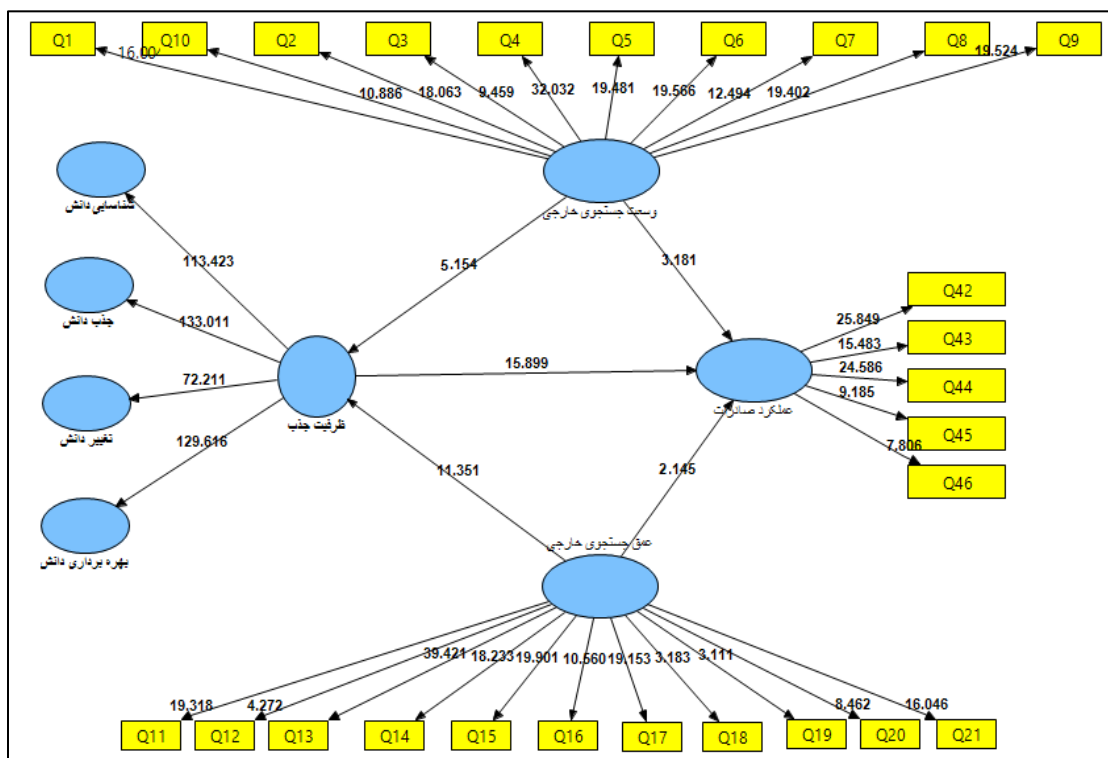 Q1 Q10 Q2 Q3 Q4 Q5 Q6 Q7 Q8 Q9
10.886 18.063 9.459 32.032 19.481 19.566 12.494 19.402 19.524
شناسایی دانش
وسعت جستجوی خارجی
113.423
5.154
3.181
جذب دانش
133.011
Q42
25.849
Q43
15.483
15.899
24.586
Q44
72.211
9.185
عملکرد صادرات
ظرفیت جذب
تغییر دانش
Q45
7.806
129.616
11.351
2.145
Q46
عمق جستجوی خارجی
بهره برداری دانش
19.318 4.272 39.421 18.233 19.901 10.560 19.153 3.183 3.111 8.462 16.046
Q11 Q12 Q13 Q14 Q15 Q16 Q17 Q18 Q19 Q20 Q21